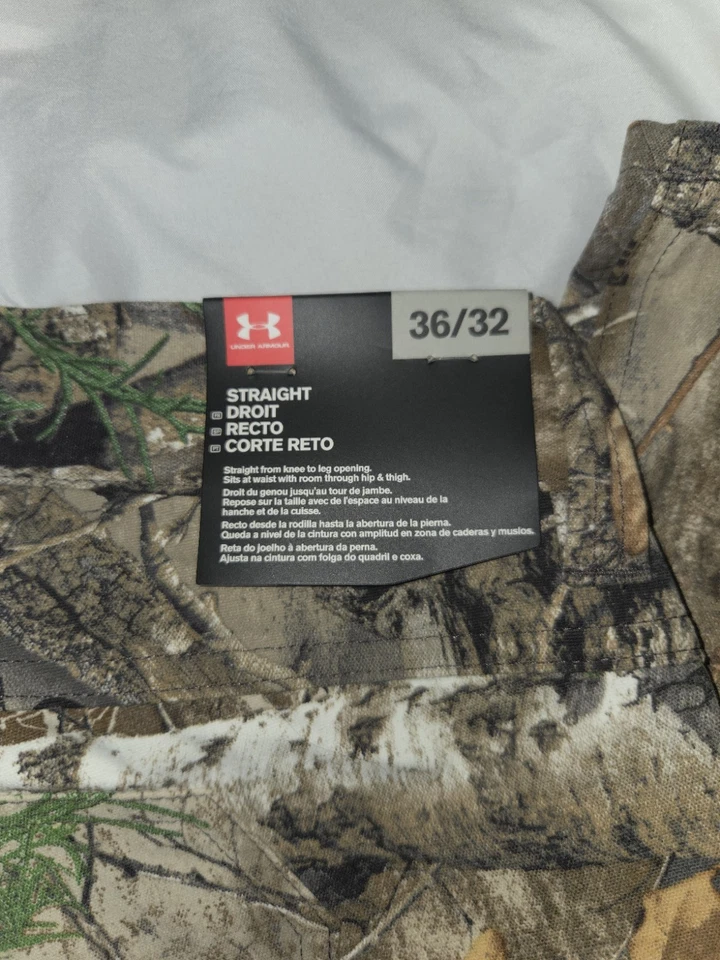 UNDER ARMOUR
36/32
STRAIGHT
FR DROIT
SP RECTO
PT CORTE RETO
Straight from knee to leg opening.
Sits at waist with room through hip & thigh.
Droit du genou jusqu'au tour de jambe.
Repose sur la taille avec de l'espace au niveau de la
hanche et de la cuisse.
Recto desde la rodilla hasta la abertura de la pierna.
Queda a nivel de la cintura con amplitud en zona de caderas y muslos.
Reta do joelho à abertura da perna.
Ajusta na cintura com folga do quadril e coxa.